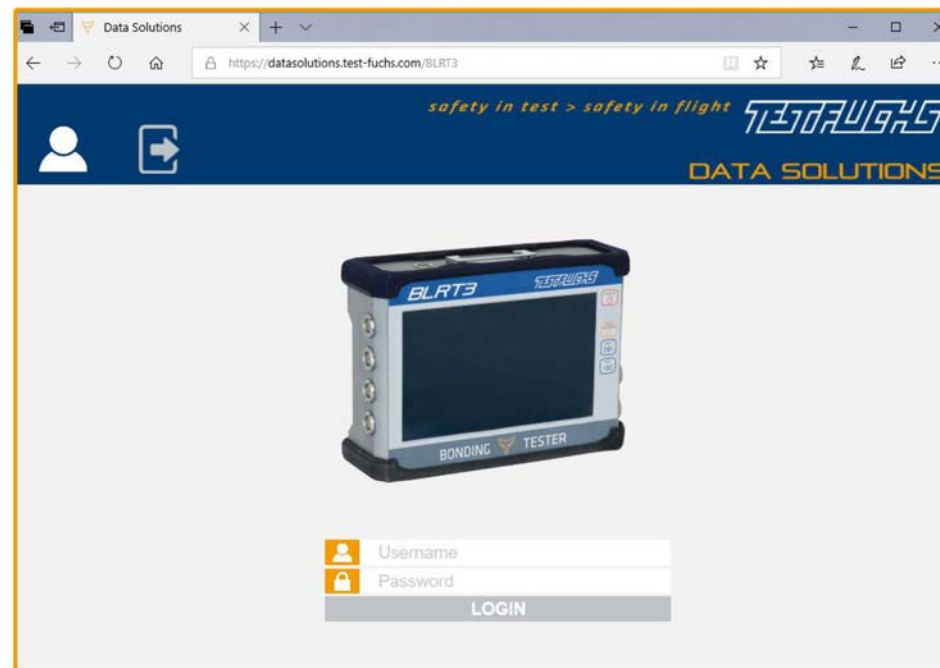 Data Solutions
https://datasolutions.test-fuchs.com/BLRT3
safety in test > safety in flight
TESTFUCHS
DATA SOLUTIONS
BLRT3 TESTFUCHS
BONDING TESTER
Username
Password
LOGIN